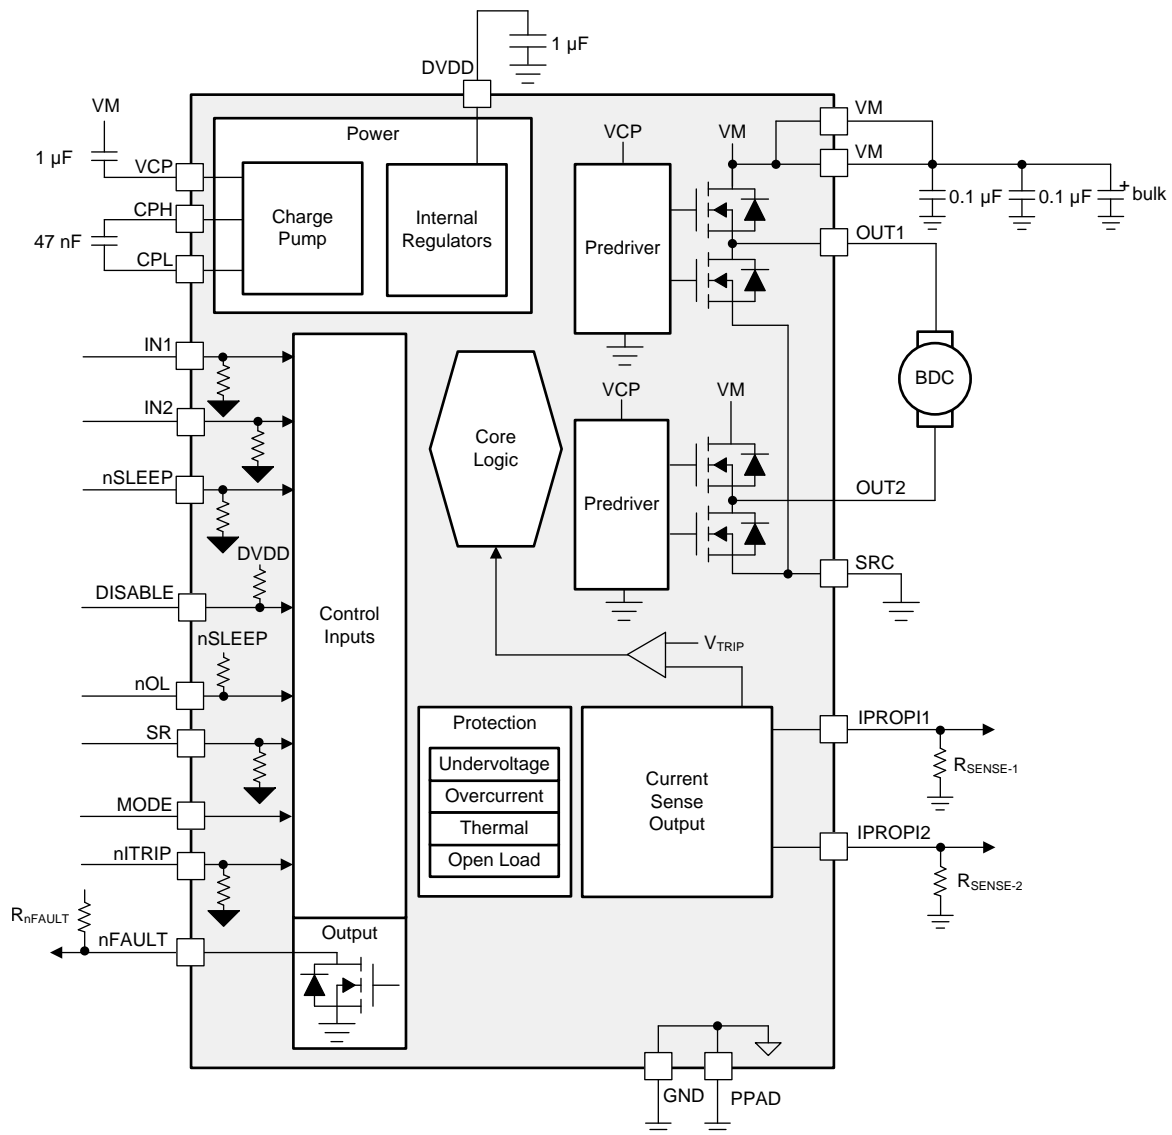 1 µF
DVDD
VM
1 µF
VCP
CPH
47 nF
CPL
Power
Charge
Pump
Internal
Regulators
VCP
VM
Predriver
VM
VM
0.1 µF
0.1 µF
+
bulk
OUT1
BDC
IN1
IN2
nSLEEP
DVDD
DISABLE
nSLEEP
nOL
SR
MODE
nITRIP
RnFAULT
nFAULT
Control
Inputs
Output
Core
Logic
VCP
VM
Predriver
OUT2
SRC
VTRIP
Protection
Undervoltage
Overcurrent
Thermal
Open Load
Current
Sense
Output
IPROPI1
RSENSE-1
IPROPI2
RSENSE-2
GND
PPAD